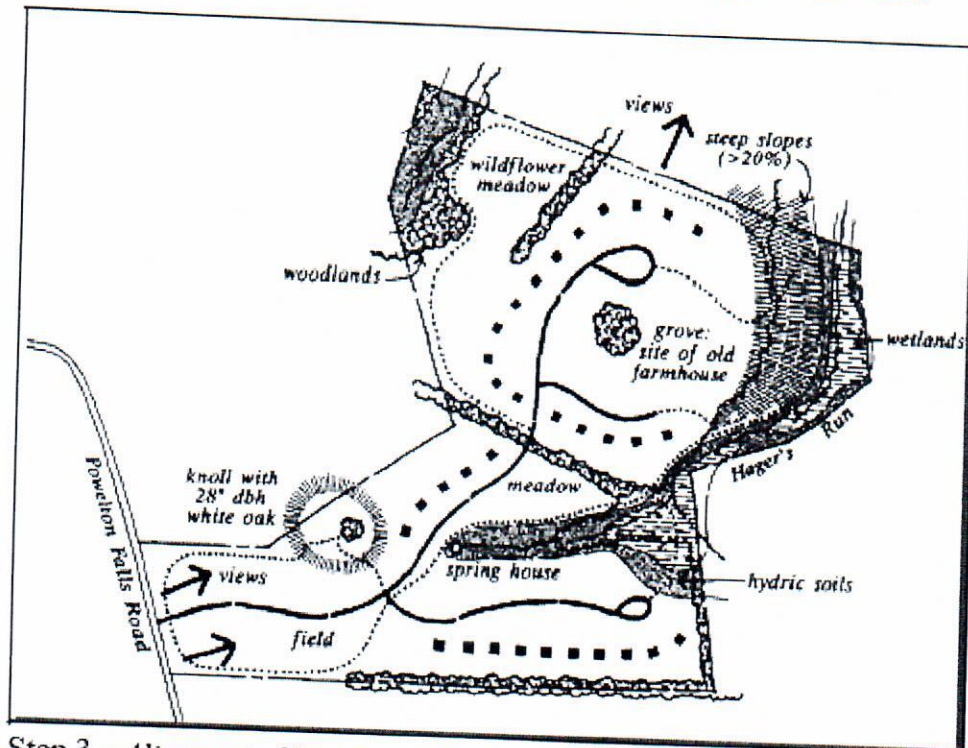 views
steep slopes
(>20%)
wildflower
meadow
woodlands
grove:
site of old
farmhouse
wetlands
Hager's Run
knoll with
28" dbh
white oak
meadow
Powelton Falls Road
views
spring house
hydric soils
field
Step 3